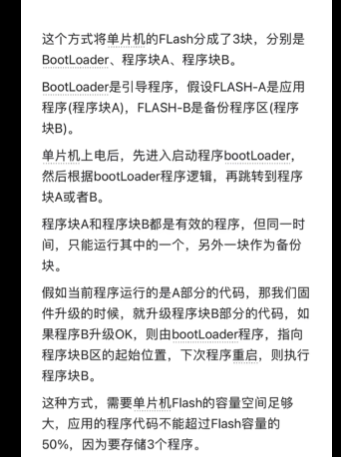 这个方式将单片机的FLash分成了3块，分别是
BootLoader、程序块A、程序块B。
BootLoader是引导程序，假设FLASH-A是应用
程序(程序块A)，FLASH-B是备份程序区(程序
块B)。
单片机上电后，先进入启动程序bootLoader，
然后根据bootLoader程序逻辑，再跳转到程序
块A或者B。
程序块A和程序块B都是有效的程序，但同一时
间，只能运行其中的一个，另外一块作为备份
块。
假如当前程序运行的是A部分的代码，那我们固
件升级的时候，就升级程序块B部分的代码，如
果程序B升级OK，则由bootLoader程序，指向
程序块B区的起始位置，下次程序重启，则执行
程序块B。
这种方式，需要单片机Flash的容量空间足够
大，应用的程序代码不能超过Flash容量的
50%，因为要存储3个程序。